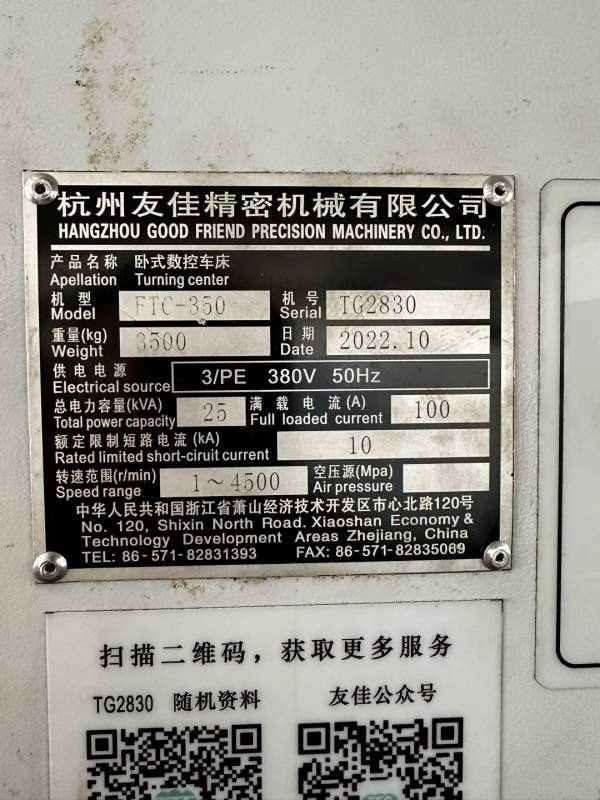 杭州友佳精密机械有限公司
HANGZHOU GOOD FRIEND PRECISION MACHINERY CO., LTD.
产品名称 卧式数控车床
Apellation Turning center
机型 FTC-350 机号 TG2830
Model Serial
重量(kg) 3500 日期 2022.10
Weight Date
供电电源 3/PE 380V 50Hz
Electrical source
总电力容量(kVA) 25 满载电流(A) 100
Total power capacity Full loaded current
额定限制短路电流 (kA) 10
Rated limited short-ciruit current
转速范围(r/min) 1～4500 空压源(Mpa)
Speed range Air pressure
中华人民共和国浙江省萧山经济技术开发区市心北路120号
No. 120, Shixin North Road. Xiaoshan Economy &
Technology Development Areas Zhejiang, China
TEL: 86-571-82831393 FAX: 86-571-82835069
扫描二维码，获取更多服务
TG2830 随机资料 友佳公众号